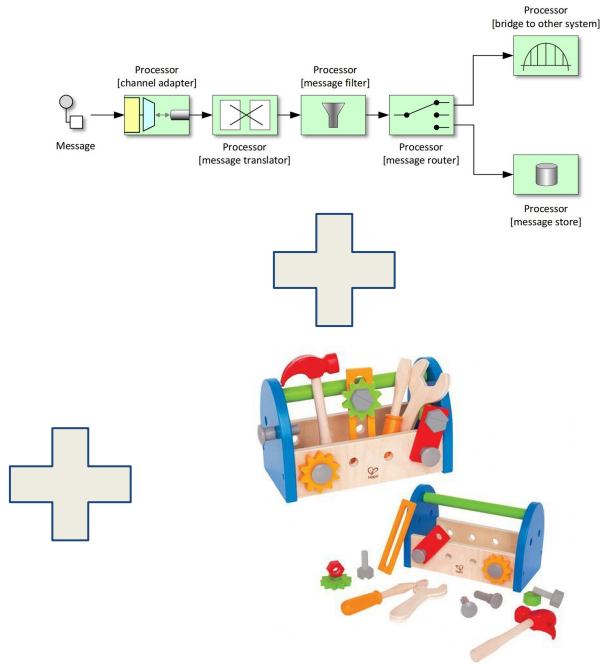 Processor
[bridge to other system]
Processor
[channel adapter]
Processor
[message filter]
Message
Processor
[message translator]
Processor
[message router]
Processor
[message store]